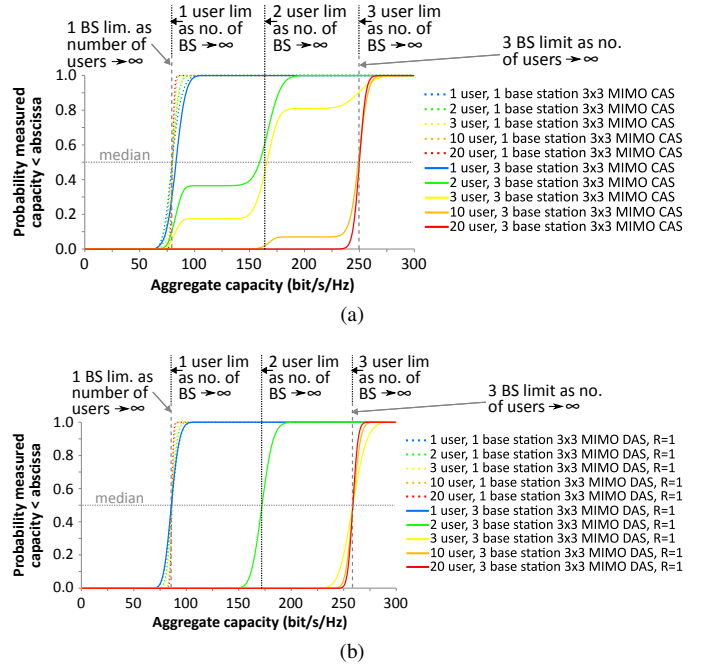 1 BS lim. as
number of
users →∞
1 user lim
as no. of
BS →∞
2 user lim
as no. of
BS →∞
3 user lim
as no. of
BS →∞
3 BS limit as no.
of users →∞
Probability measured
capacity < abscissa
1.0
0.8
0.6
0.4
0.2
0.0
median
0
50
100
150
200
250
300
Aggregate capacity (bit/s/Hz)
1 user, 1 base station 3x3 MIMO CAS
2 user, 1 base station 3x3 MIMO CAS
3 user, 1 base station 3x3 MIMO CAS
10 user, 1 base station 3x3 MIMO CAS
20 user, 1 base station 3x3 MIMO CAS
1 user, 3 base station 3x3 MIMO CAS
2 user, 3 base station 3x3 MIMO CAS
3 user, 3 base station 3x3 MIMO CAS
10 user, 3 base station 3x3 MIMO CAS
20 user, 3 base station 3x3 MIMO CAS
(a)
1 BS lim. as
number of
users →∞
1 user lim
as no. of
BS →∞
2 user lim
as no. of
BS →∞
3 user lim
as no. of
BS →∞
3 BS limit as no.
of users →∞
Probability measured
capacity < abscissa
1.0
0.8
0.6
0.4
0.2
0.0
median
0
50
100
150
200
250
300
Aggregate capacity (bit/s/Hz)
1 user, 1 base station 3x3 MIMO DAS, R=1
2 user, 1 base station 3x3 MIMO DAS, R=1
3 user, 1 base station 3x3 MIMO DAS, R=1
10 user, 1 base station 3x3 MIMO DAS, R=1
20 user, 1 base station 3x3 MIMO DAS, R=1
1 user, 3 base station 3x3 MIMO DAS, R=1
2 user, 3 base station 3x3 MIMO DAS, R=1
3 user, 3 base station 3x3 MIMO DAS, R=1
10 user, 3 base station 3x3 MIMO DAS, R=1
20 user, 3 base station 3x3 MIMO DAS, R=1
(b)